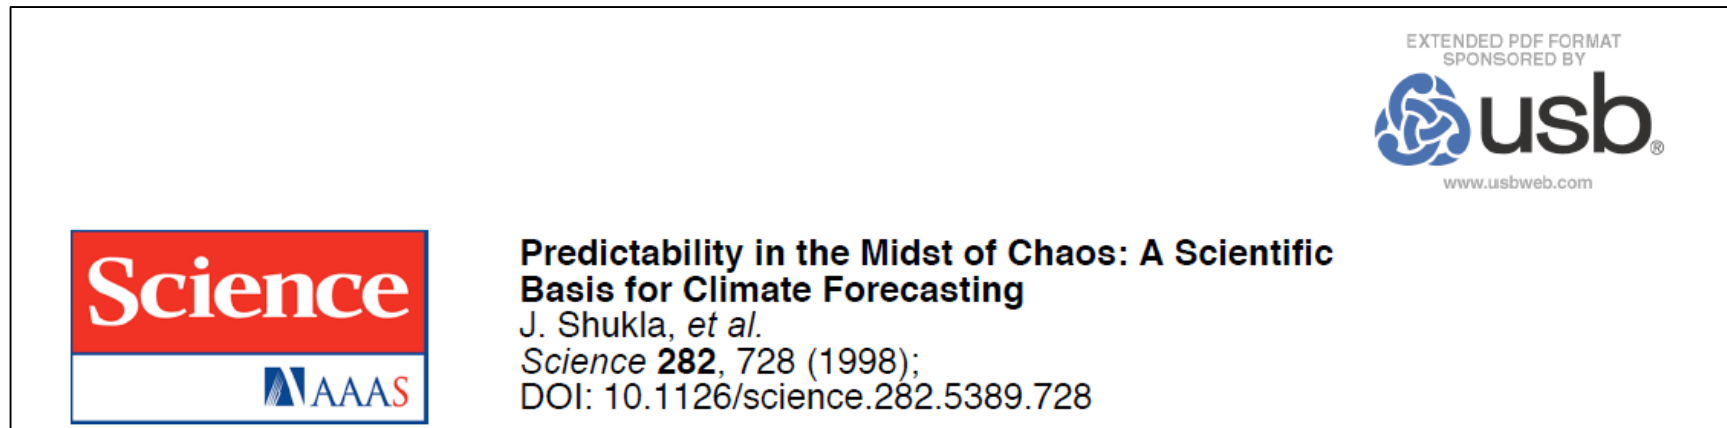 EXTENDED PDF FORMAT
SPONSORED BY
usb®
www.usbweb.com
Science
AAAS
Predictability in the Midst of Chaos: A Scientific
Basis for Climate Forecasting
J. Shukla, et al.
Science 282, 728 (1998);
DOI: 10.1126/science.282.5389.728